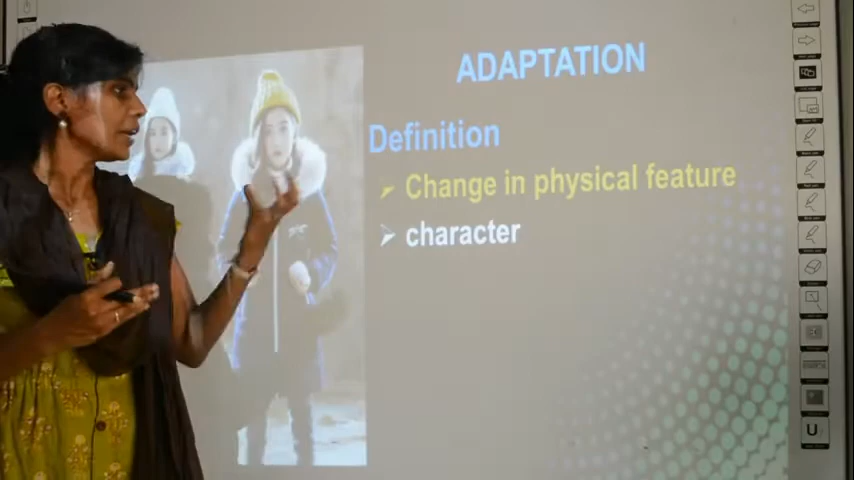 ADAPTATION
Definition
Change in physical feature
character
U